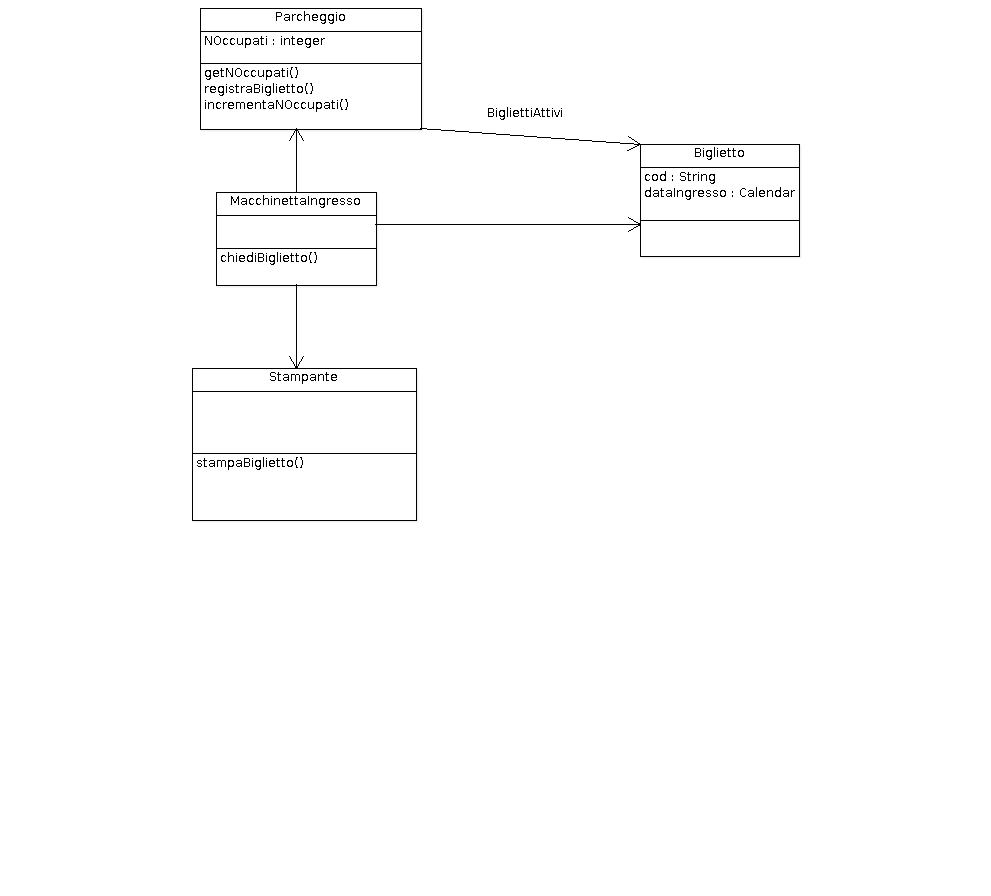 Parcheggio
NOccupati : integer
getNOccupati()
registraBiglietto()
incrementaNOccupati()
BigliettiAttivi
Biglietto
cod : String
dataIngresso : Calendar
MacchinettaIngresso
chiediBiglietto()
Stampante
stampaBiglietto()